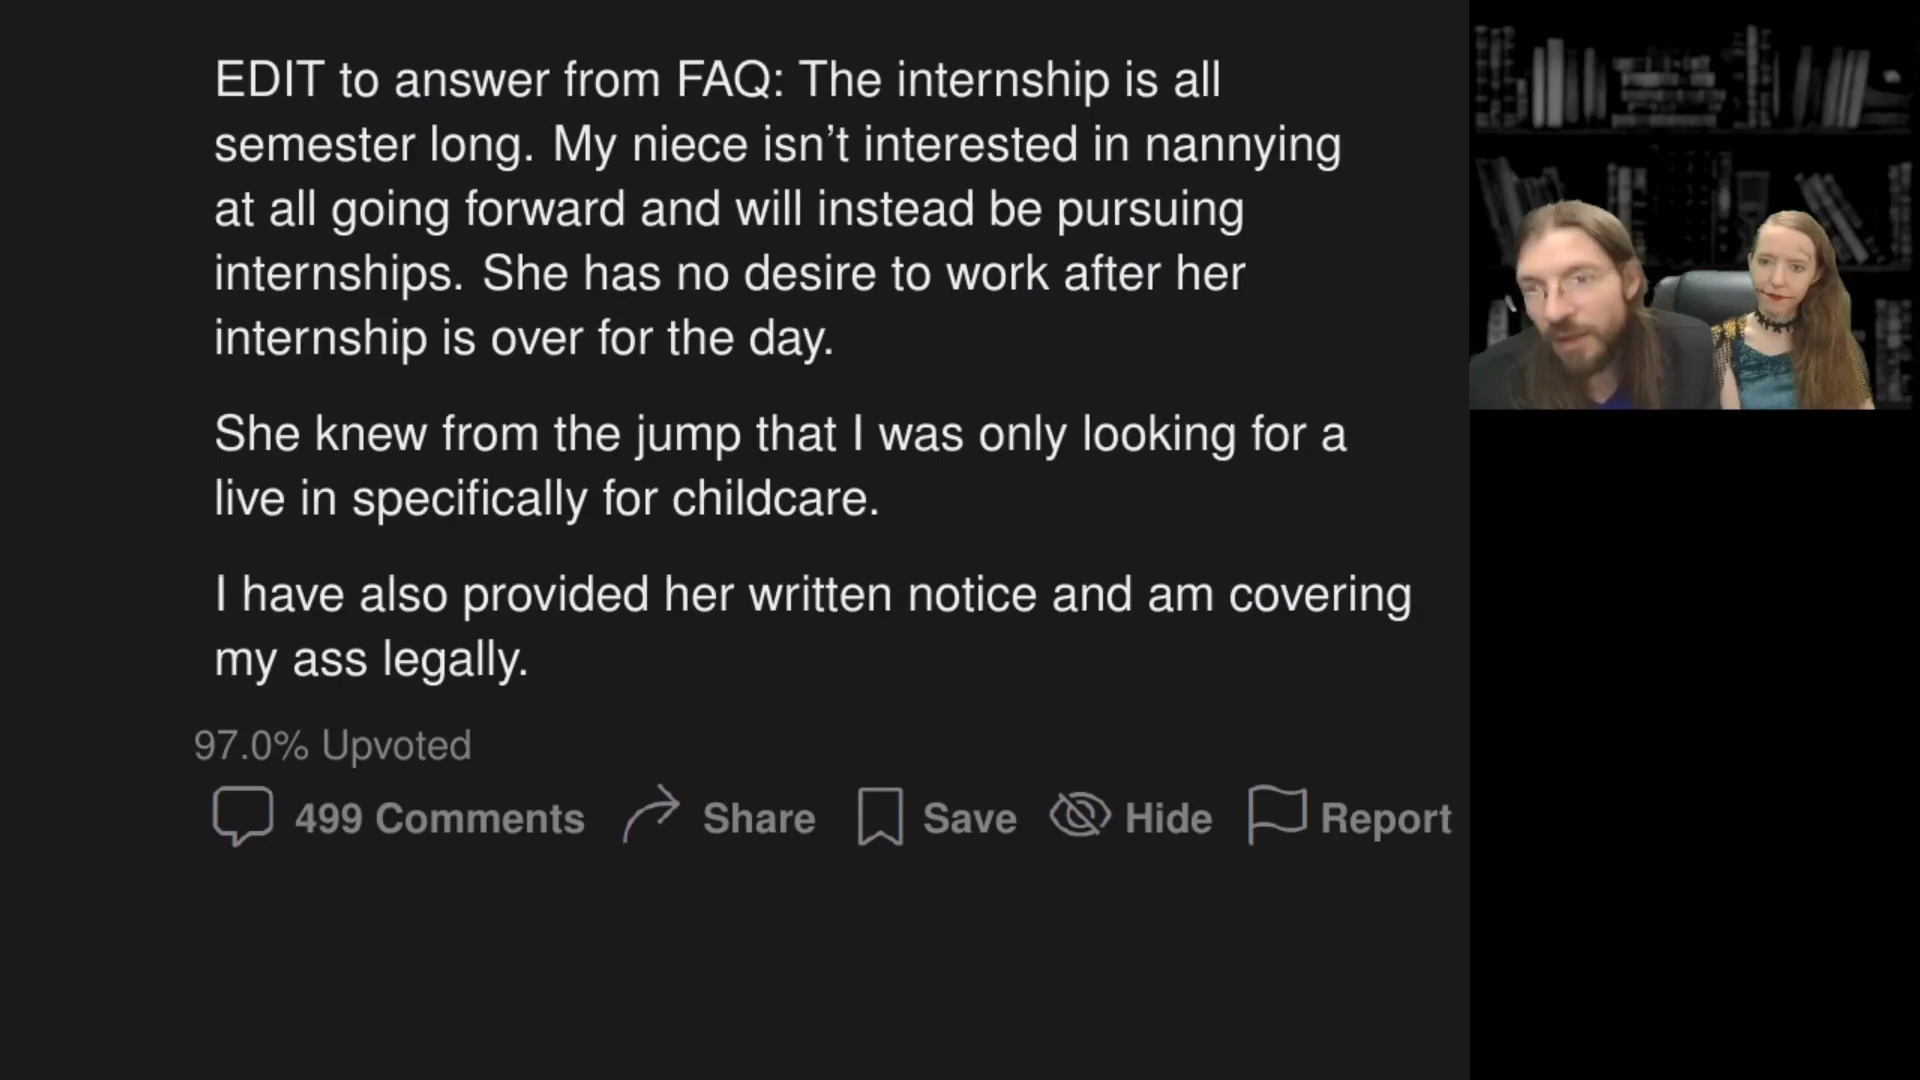 EDIT to answer from FAQ: The internship is all
semester long. My niece isn’t interested in nannying
at all going forward and will instead be pursuing
internships. She has no desire to work after her
internship is over for the day.
She knew from the jump that I was only looking for a
live in specifically for childcare.
I have also provided her written notice and am covering
my ass legally.
97.0% Upvoted
499 Comments Share Save Hide Report